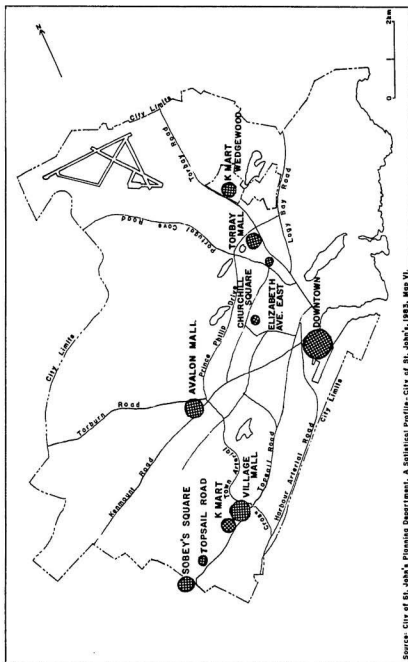 N
City Limits
Torbay Road
K MART
WEDGEWOOD
TORBAY
MALL
Logy Bay Road
Portugal Cove Road
CHURCHILL
SQUARE
ELIZABETH
AVE. EAST
DOWNTOWN
Prince Philip Drive
City Limits
AVALON MALL
Torburn Road
Kenmount Road
SOBEY'S SQUARE
TOPSAIL ROAD
K MART
VILLAGE
MALL
Cross Town Arterial
Topsail Road
Harbour Arterial Road
City Limits
0 2km
Source: City of St. John's Planning Department, A Statistical Profile-City of St. John's, 1983, Map VI.